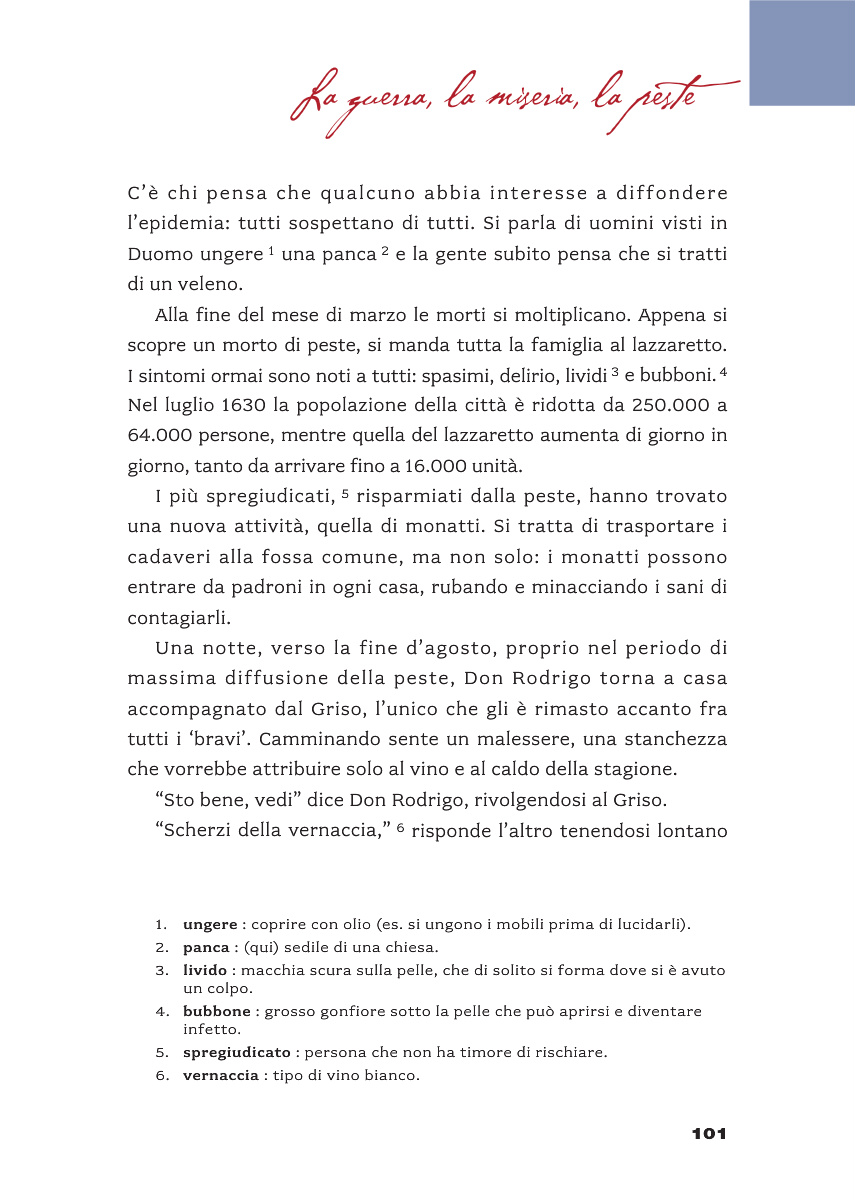 La guerra, la miseria, la peste
C’è chi pensa che qualcuno abbia interesse a diffondere
l’epidemia: tutti sospettano di tutti. Si parla di uomini visti in
Duomo ungere 1 una panca 2 e la gente subito pensa che si tratti
di un veleno.
Alla fine del mese di marzo le morti si moltiplicano. Appena si
scopre un morto di peste, si manda tutta la famiglia al lazzaretto.
I sintomi ormai sono noti a tutti: spasimi, delirio, lividi 3 e bubboni. 4
Nel luglio 1630 la popolazione della città è ridotta da 250.000 a
64.000 persone, mentre quella del lazzaretto aumenta di giorno in
giorno, tanto da arrivare fino a 16.000 unità.
I più spregiudicati, 5 risparmiati dalla peste, hanno trovato
una nuova attività, quella di monatti. Si tratta di trasportare i
cadaveri alla fossa comune, ma non solo: i monatti possono
entrare da padroni in ogni casa, rubando e minacciando i sani di
contagiarli.
Una notte, verso la fine d’agosto, proprio nel periodo di
massima diffusione della peste, Don Rodrigo torna a casa
accompagnato dal Griso, l’unico che gli è rimasto accanto fra
tutti i ‘bravi’. Camminando sente un malessere, una stanchezza
che vorrebbe attribuire solo al vino e al caldo della stagione.
“Sto bene, vedi” dice Don Rodrigo, rivolgendosi al Griso.
“Scherzi della vernaccia,” 6 risponde l’altro tenendosi lontano
1. ungere : coprire con olio (es. si ungono i mobili prima di lucidarli).
2. panca : (qui) sedile di una chiesa.
3. livido : macchia scura sulla pelle, che di solito si forma dove si è avuto
un colpo.
4. bubbone : grosso gonfiore sotto la pelle che può aprirsi e diventare
infetto.
5. spregiudicato : persona che non ha timore di rischiare.
6. vernaccia : tipo di vino bianco.
101